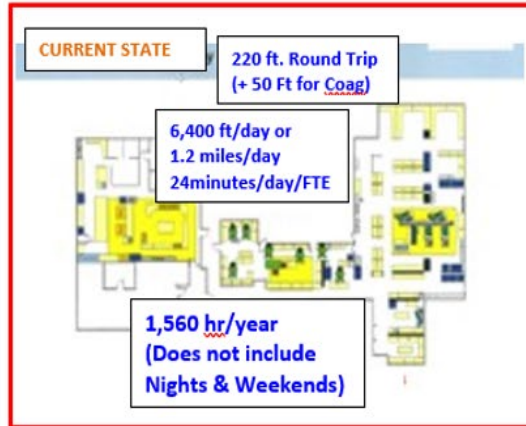 CURRENT STATE
220 ft. Round Trip
(+ 50 Ft for Coag)
6,400 ft/day or
1.2 miles/day
24minutes/day/FTE
1,560 hr/year
(Does not include
Nights & Weekends)